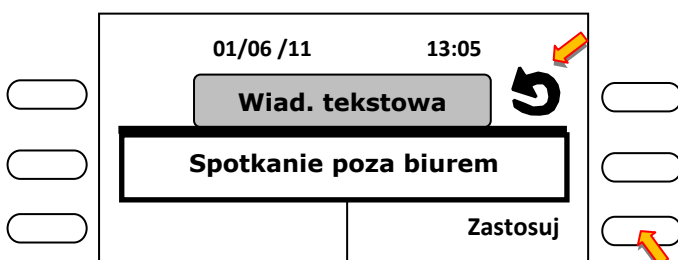 01/06 /11 13:05
Wiad. tekstowa
Spotkanie poza biurem
Zastosuj